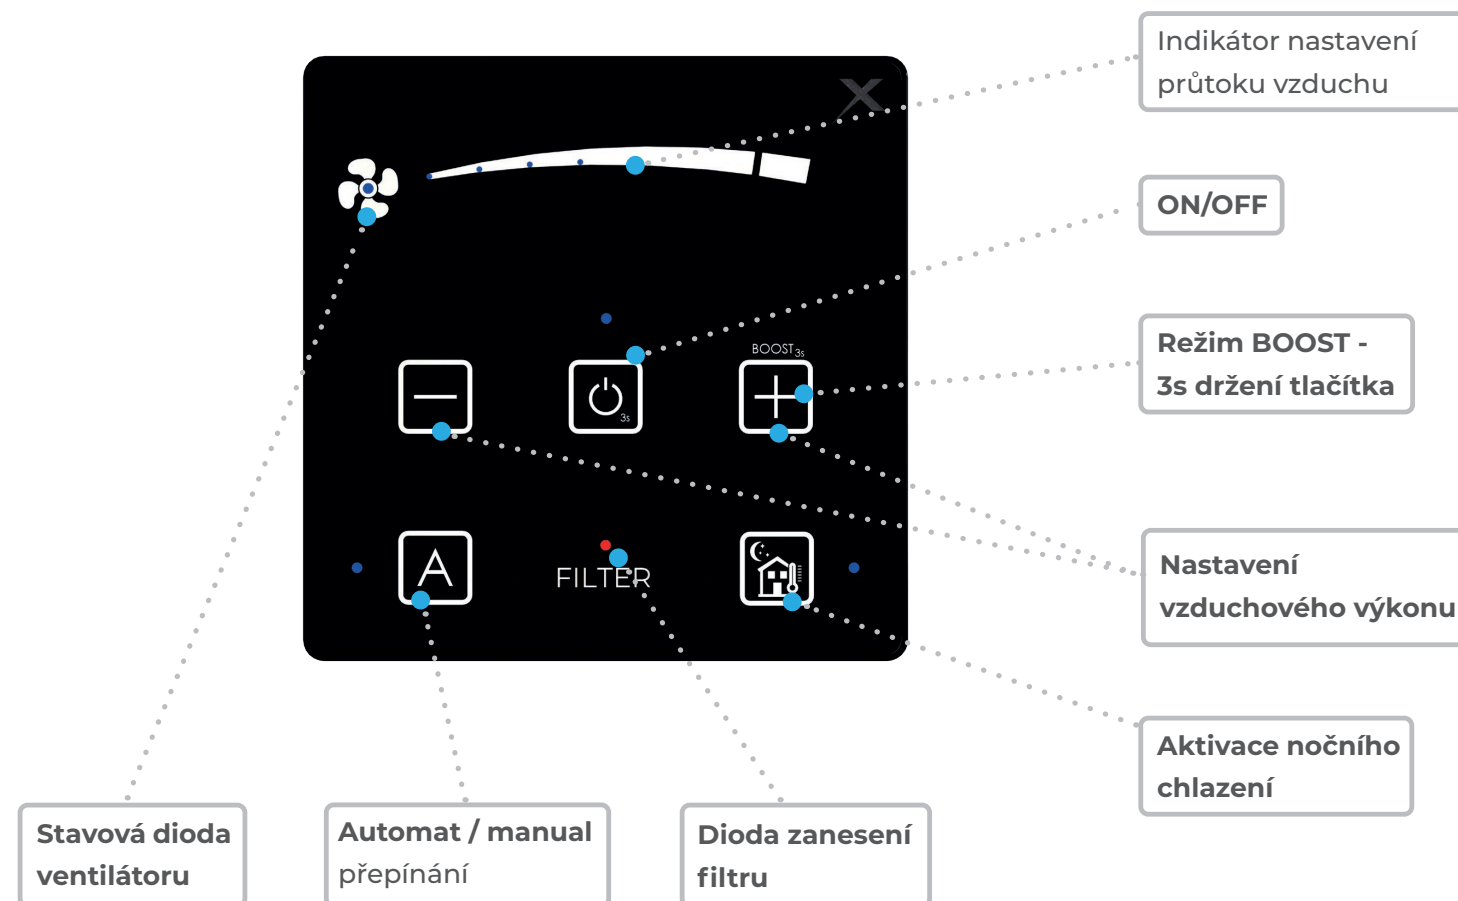 Indikátor nastavení
průtoku vzduchu
ON/OFF
BOOST 3s
Režim BOOST -
3s držení tlačítka
3s
A
FILTER
Nastavení
vzduchového výkonu
Aktivace nočního
chlazení
Stavová dioda
ventilátoru
Automat / manual
přepínání
Dioda zanesení
filtru